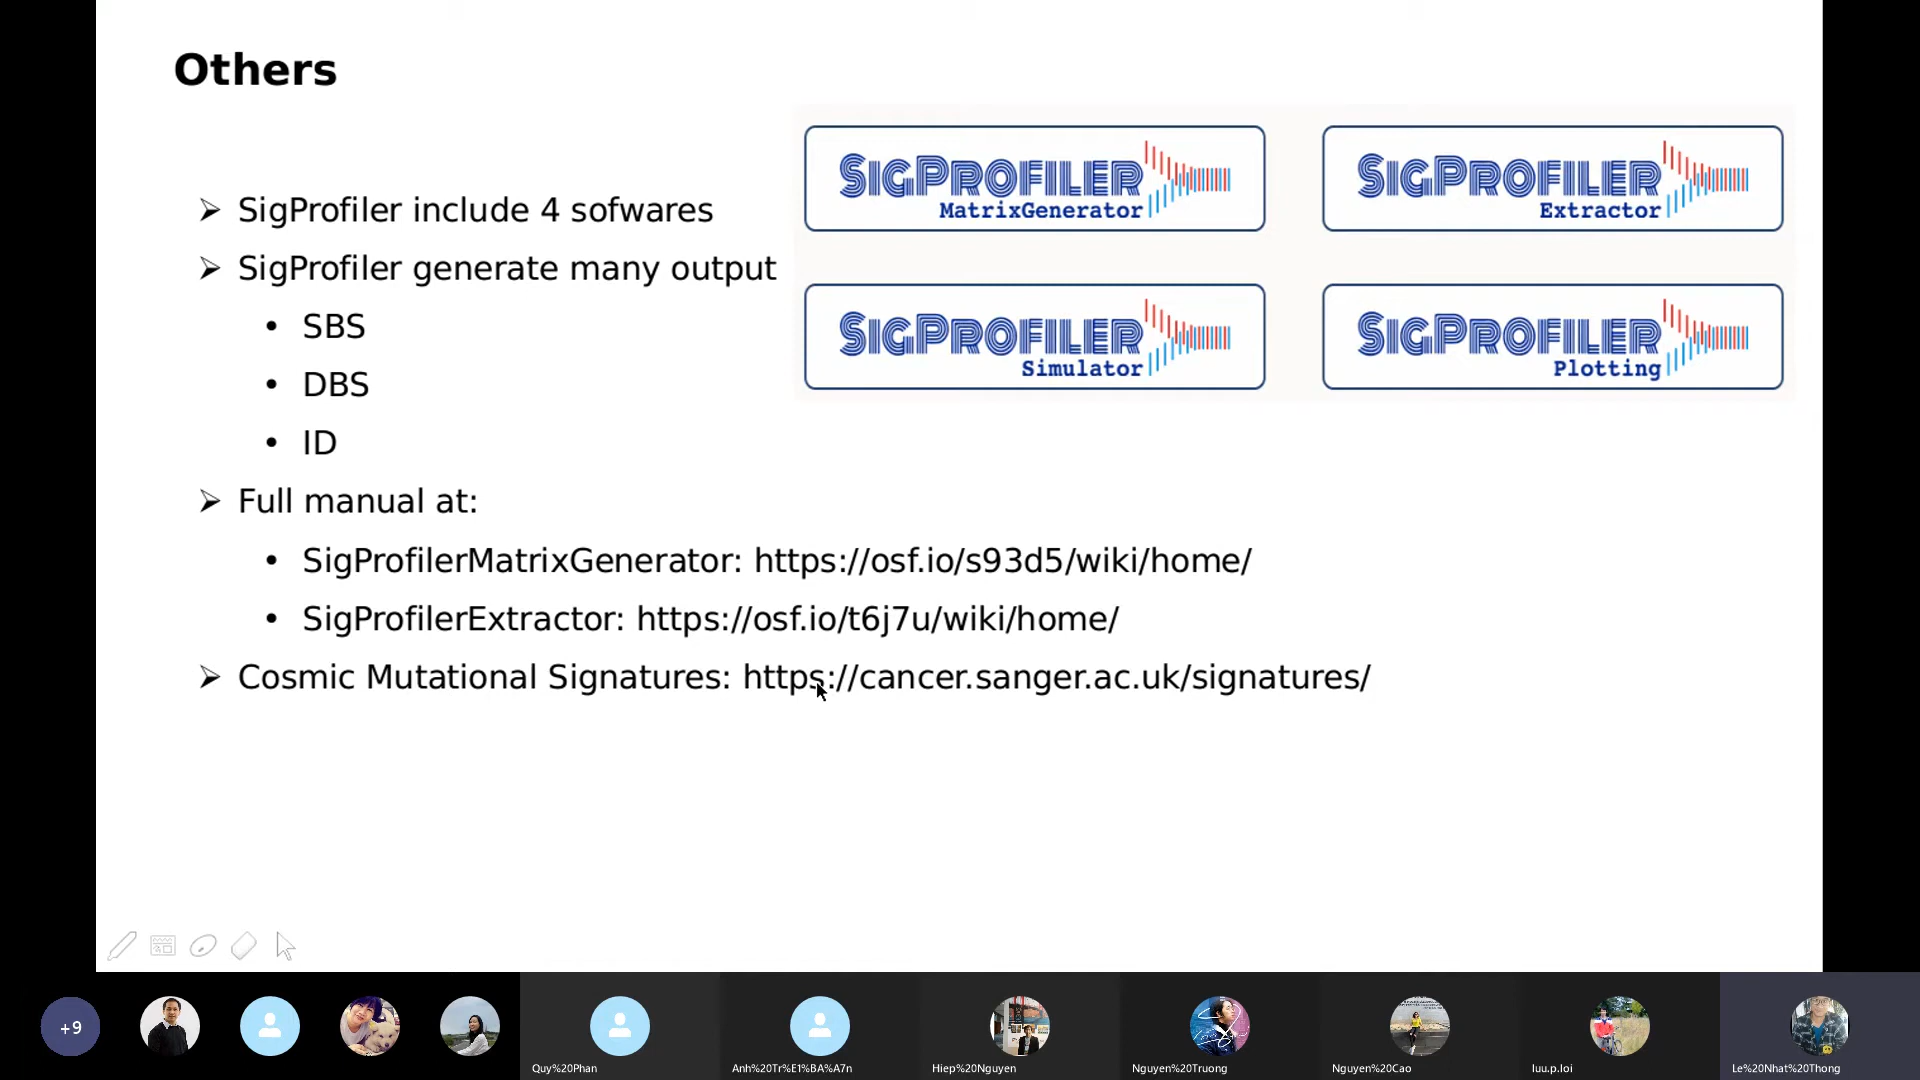 Others
SigProfiler include 4 sofwares
SigProfiler generate many output
• SBS
• DBS
• ID
Full manual at:
• SigProfilerMatrixGenerator: https://osf.io/s93d5/wiki/home/
• SigProfilerExtractor: https://osf.io/t6j7u/wiki/home/
Cosmic Mutational Signatures: https://cancer.sanger.ac.uk/signatures/
SIGPROFILER
MatrixGenerator
SIGPROFILER
Extractor
SIGPROFILER
Simulator
SIGPROFILER
Plotting
+9
Quy%20Phan
Anh%20Tr%E1%BA%A7n
Hiep%20Nguyen
Nguyen%20Truong
Nguyen%20Cao
luu.p.loi
Le%20Nhat%20Thong